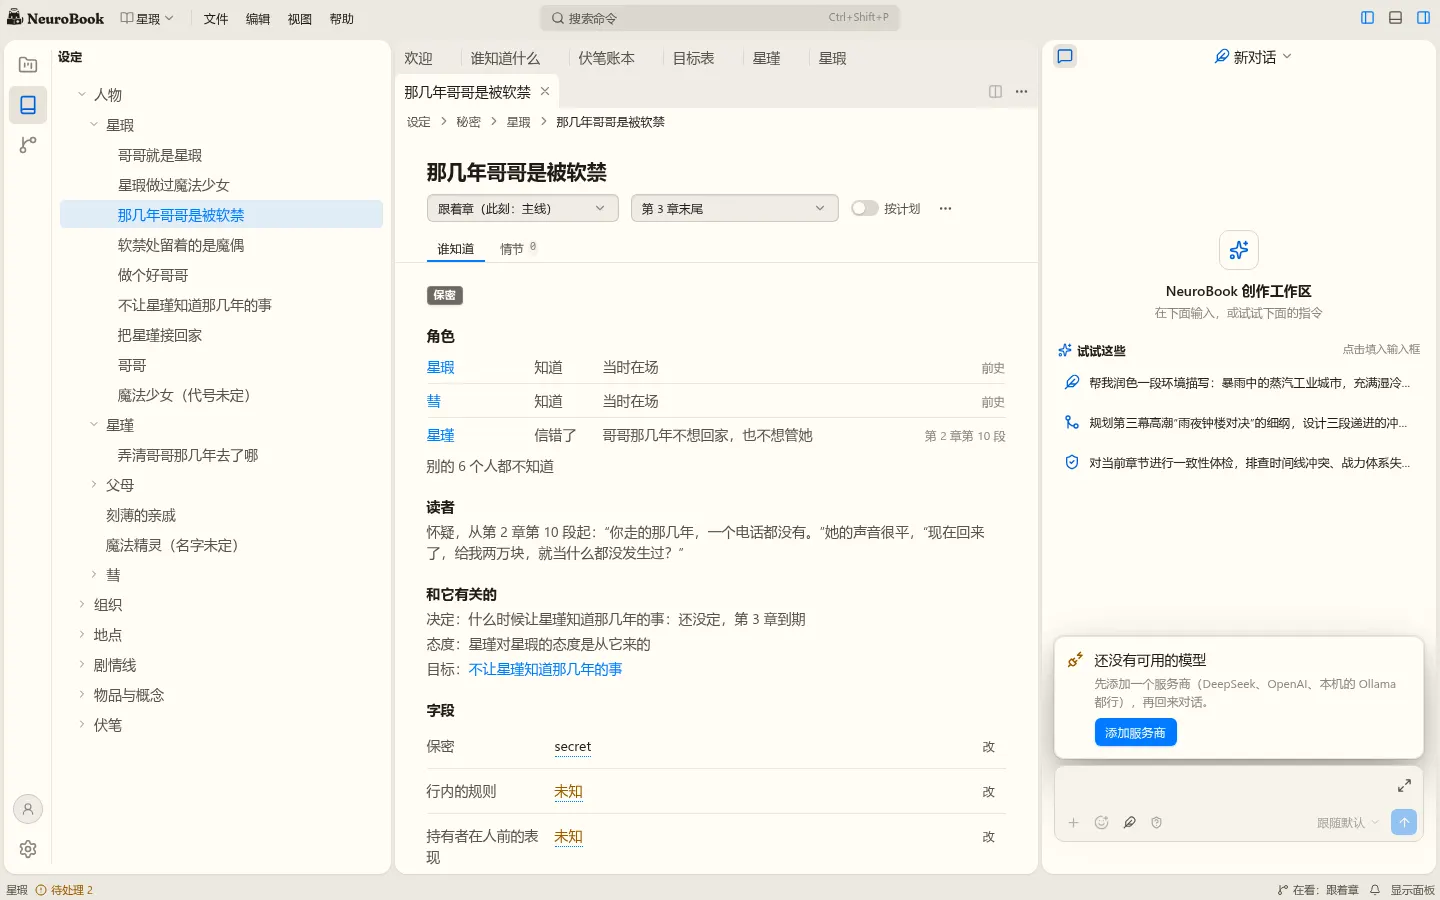 NeuroBook
星瑕
文件
编辑
视图
帮助
搜索命令
Ctrl+Shift+P
设定
人物
星瑕
哥哥就是星瑕
星瑕做过魔法少女
那几年哥哥是被软禁
软禁处留着的是魔偶
做个好哥哥
不让星瑾知道那几年的事
把星瑾接回家
哥哥
魔法少女（代号未定）
星瑾
弄清哥哥那几年去了哪
父母
刻薄的亲戚
魔法精灵（名字未定）
彗
组织
地点
剧情线
物品与概念
伏笔
欢迎
谁知道什么
伏笔账本
目标表
星瑾
星瑕
那几年哥哥是被软禁
设定 > 秘密 > 星瑕 > 那几年哥哥是被软禁
那几年哥哥是被软禁
跟着章（此刻：主线）
第 3 章末尾
按计划
谁知道
情节 0
保密
角色
星瑕 知道 当时在场 前史
彗 知道 当时在场 前史
星瑾 信错了 哥哥那几年不想回家，也不想管她 第 2 章第 10 段
别的 6 个人都不知道
读者
怀疑，从第 2 章第 10 段起：“你走的那几年，一个电话都没有。”她的声音很平，“现在回来
了，给我两万块，就当什么都没发生过？”
和它有关的
决定：什么时候让星瑾知道那几年的事：还没定，第 3 章到期
态度：星瑾对星瑕的态度是从它来的
目标：不让星瑾知道那几年的事
字段
保密 secret 改
行内的规则 未知 改
持有者在人前的表
现 未知 改
新对话
NeuroBook 创作工作区
在下面输入，或试试下面的指令
试试这些
点击填入输入框
帮我润色一段环境描写：暴雨中的蒸汽工业城市，充满湿冷...
规划第三幕高潮“雨夜钟楼对决”的细纲，设计三段递进的冲...
对当前章节进行一致性体检，排查时间线冲突、战力体系失...
还没有可用的模型
先添加一个服务商（DeepSeek、OpenAI、本机的 Ollama
都行），再回来对话。
添加服务商
跟随默认
星瑕
待处理 2
在看：跟着章
显示面板